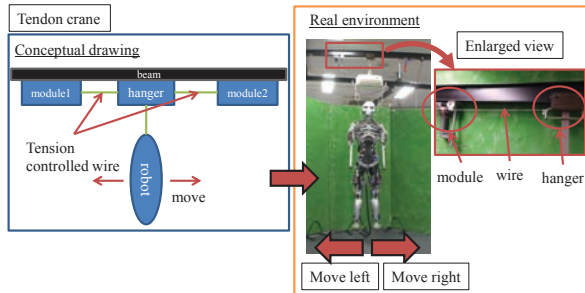 Tendon crane
Conceptual drawing
beam
module1
hanger
module2
Tension
controlled wire
robot
move
Real environment
Enlarged view
module
wire
hanger
Move left
Move right